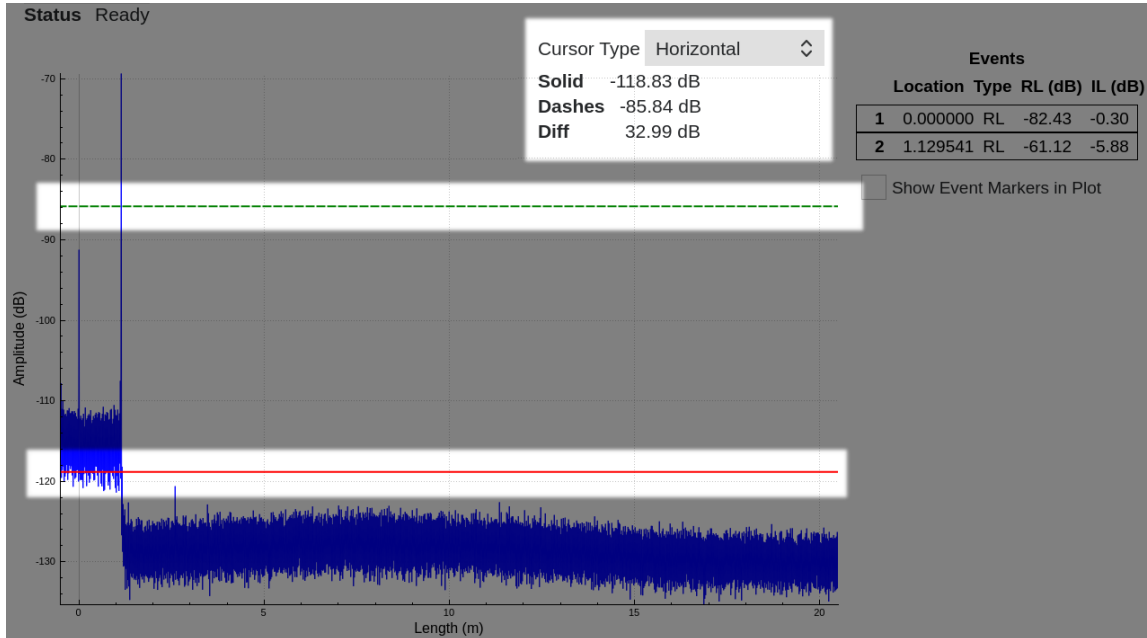 Status Ready
Cursor Type Horizontal
Solid -118.83 dB
Dashes -85.84 dB
Diff 32.99 dB
Events
Location Type RL (dB) IL (dB)
1 0.000000 RL -82.43 -0.30
2 1.129541 RL -61.12 -5.88
Show Event Markers in Plot
Amplitude (dB)
-70
-80
-90
-100
-110
-120
-130
0 5 10 15 20
Length (m)